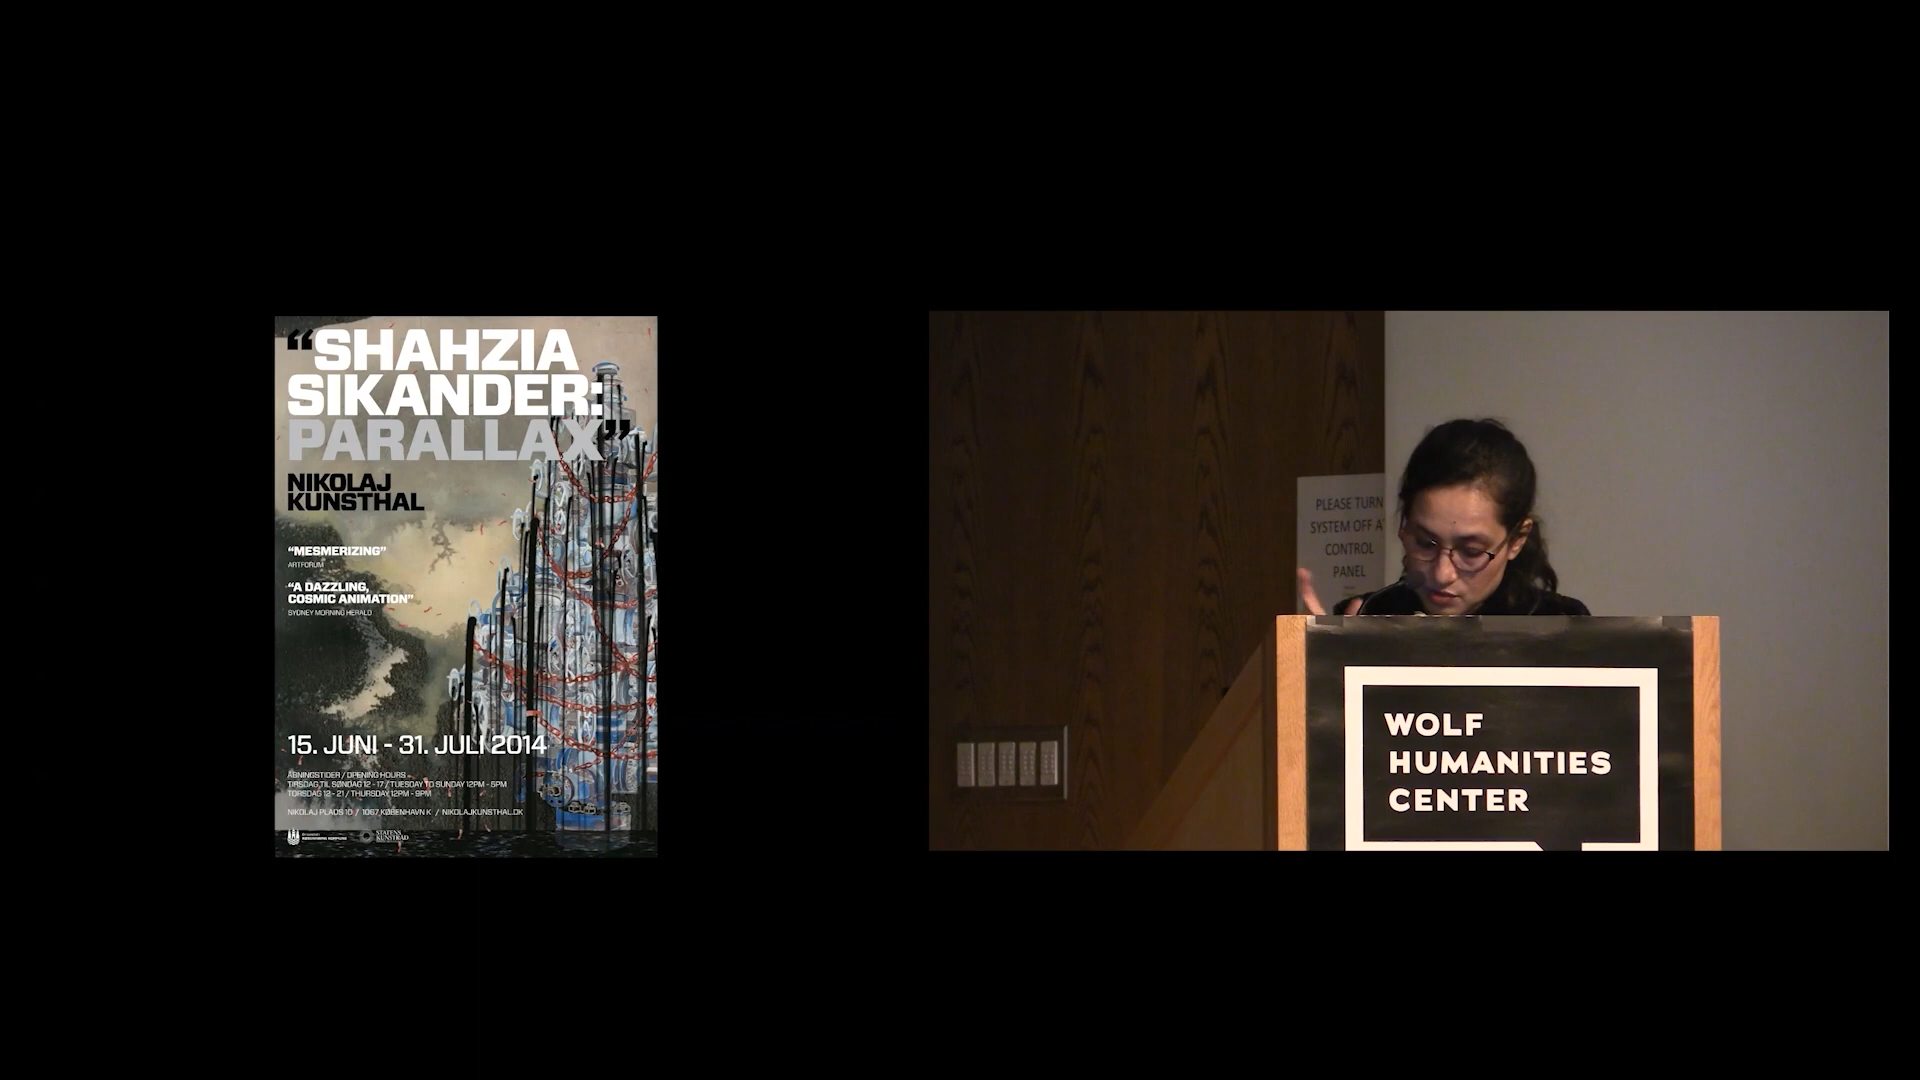 “SHAHZIA
SIKANDER:
PARALLAX”
NIKOLAJ
KUNSTHAL
“MESMERIZING”
ARTFORUM
“A DAZZLING,
COSMIC ANIMATION”
SYDNEY MORNING HERALD
15. JUNI - 31. JULI 2014
ÅBNINGSTIDER / OPENING HOURS
TIRSDAG TIL SØNDAG 12 - 17 / TUESDAY TO SUNDAY 12PM - 5PM
TORSDAG 12 - 21 / THURSDAY 12PM - 9PM
NIKOLAJ PLADS 10 / 1067 KØBENHAVN K / NIKOLAJKUNSTHAL.DK
STATENS
KUNSTRÅD
PLEASE TURN
SYSTEM OFF AT
CONTROL
PANEL
WOLF
HUMANITIES
CENTER